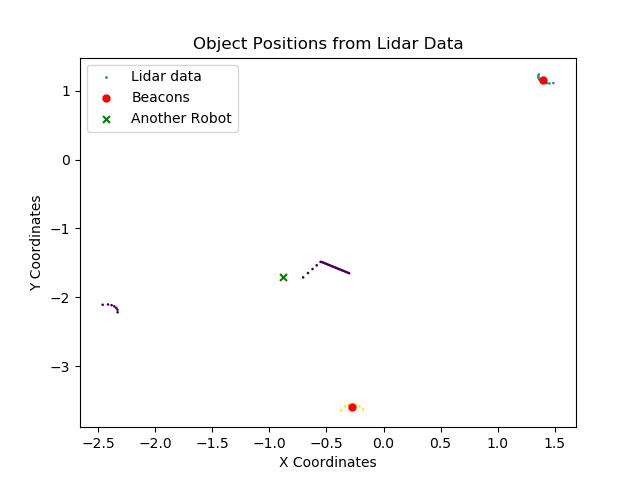 Object Positions from Lidar Data
Lidar data
Beacons
Another Robot
1
0
−1
−2
−3
Y Coordinates
−2.5 −2.0 −1.5 −1.0 −0.5 0.0 0.5 1.0 1.5
X Coordinates